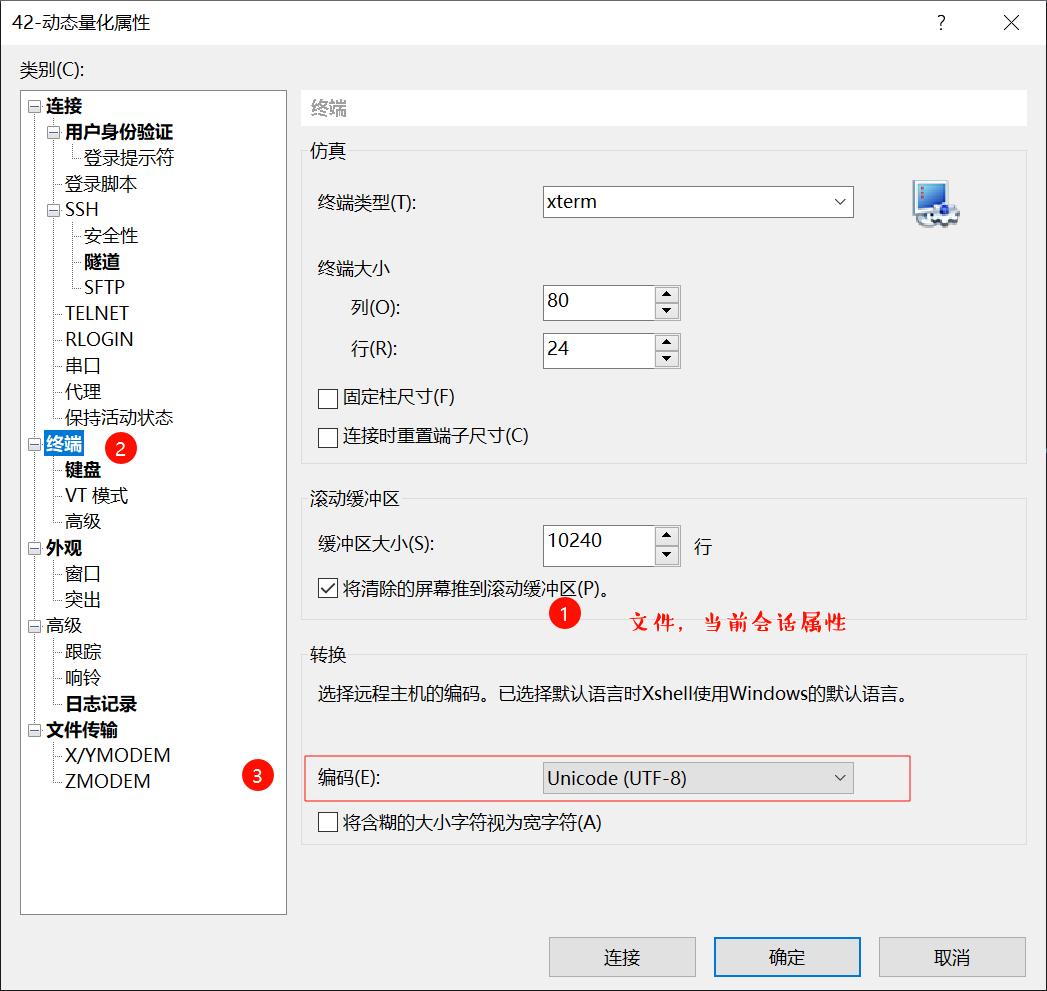 42-动态量化属性
?
类别(C):
连接
用户身份验证
登录提示符
登录脚本
SSH
安全性
隧道
SFTP
TELNET
RLOGIN
串口
代理
保持活动状态
终端
2
键盘
VT 模式
高级
外观
窗口
突出
高级
跟踪
响铃
日志记录
文件传输
X/YMODEM
ZMODEM
3
终端
仿真
终端类型(T):
xterm
终端大小
列(O):
80
行(R):
24
固定柱尺寸(F)
连接时重置端子尺寸(C)
滚动缓冲区
缓冲区大小(S):
10240
行
将清除的屏幕推到滚动缓冲区(P)。
1
文件，当前会话属性
转换
选择远程主机的编码。已选择默认语言时Xshell使用Windows的默认语言。
编码(E):
Unicode (UTF-8)
将含糊的大小字符视为宽字符(A)
连接
确定
取消